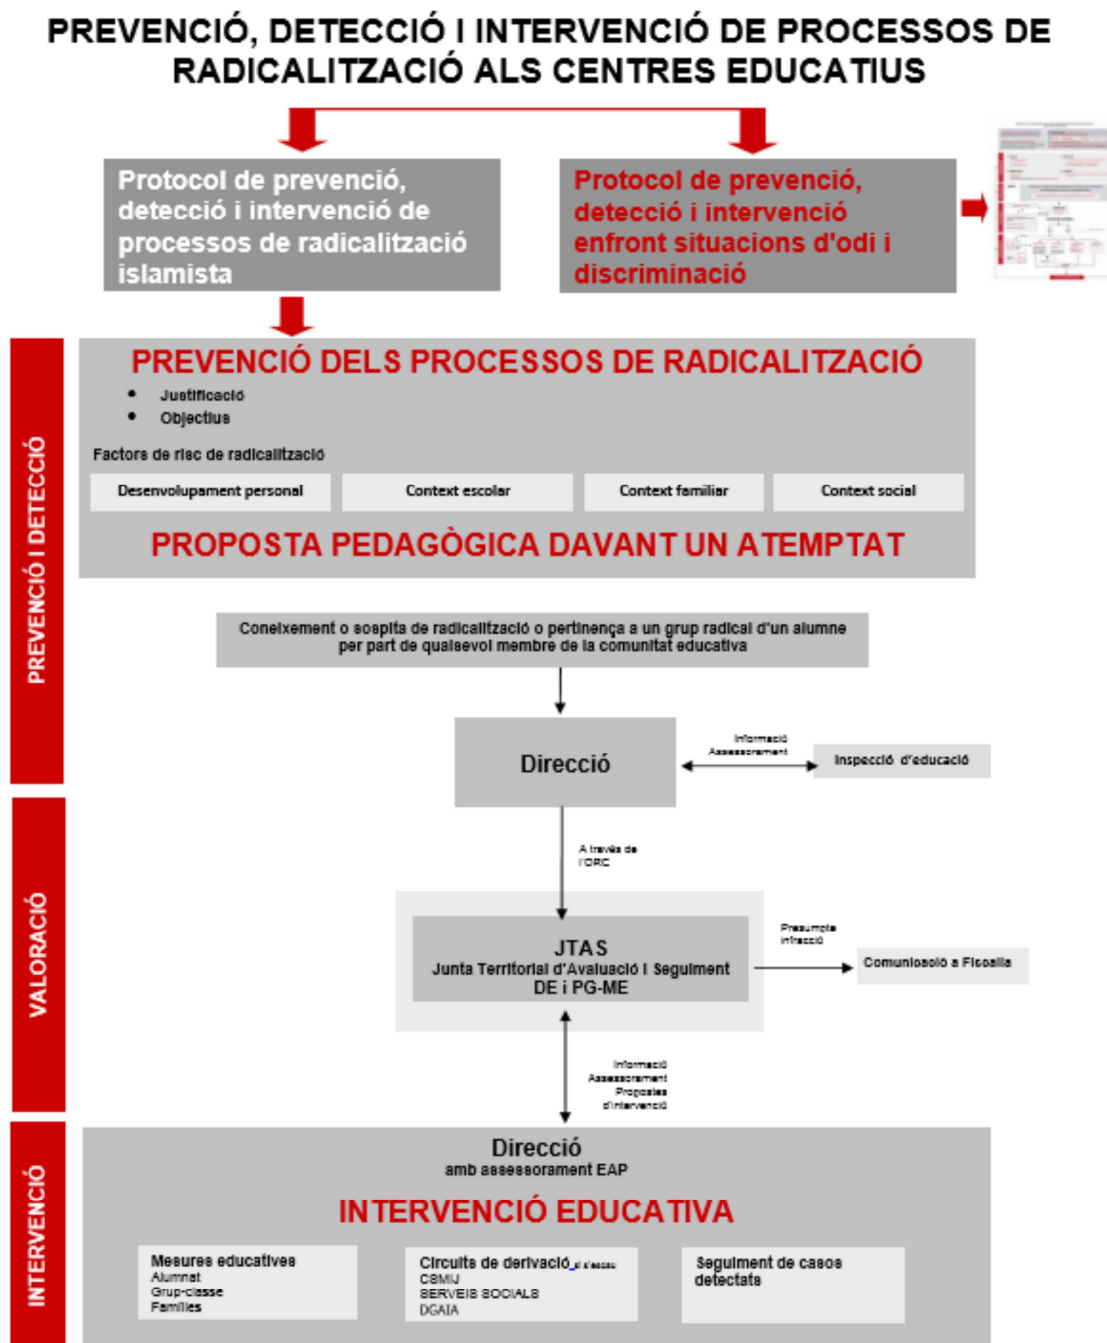 PREVENCIÓ, DETECCIÓ I INTERVENCIÓ DE PROCESSOS DE
RADICALITZACIÓ ALS CENTRES EDUCATIUS
Protocol de prevenció,
detecció i intervenció de
processos de radicalització
islamista
Protocol de prevenció,
detecció i intervenció
enfront situacions d'odi i
discriminació
PREVENCIÓ I DETECCIÓ
PREVENCIÓ DELS PROCESSOS DE RADICALITZACIÓ
• Justificació
• Objectius
Factors de risc de radicalització
Desenvolupament personal
Context escolar
Context familiar
Context social
PROPOSTA PEDAGÒGICA DAVANT UN ATEMPTAT
Coneixement o sospita de radicalització o pertinença a un grup radical d'un alumne
per part de qualsevol membre de la comunitat educativa
Direcció
Informació
Assessorament
Inspecció d'educació
VALORACIÓ
A través de
l'ORC
JTAS
Junta Territorial d'Avaluació i Seguiment
DE i PG-ME
Presumpta
infracció
Comunicació a Fiscalia
Informació
Assessorament
Propostes
d'intervenció
INTERVENCIÓ
Direcció
amb assessorament EAP
INTERVENCIÓ EDUCATIVA
Mesures educatives
Alumnat
Grup-classe
Famílies
Circuits de derivació si s'escau
CSMIJ
SERVEIS SOCIALS
DGAIA
Seguiment de casos
detectats